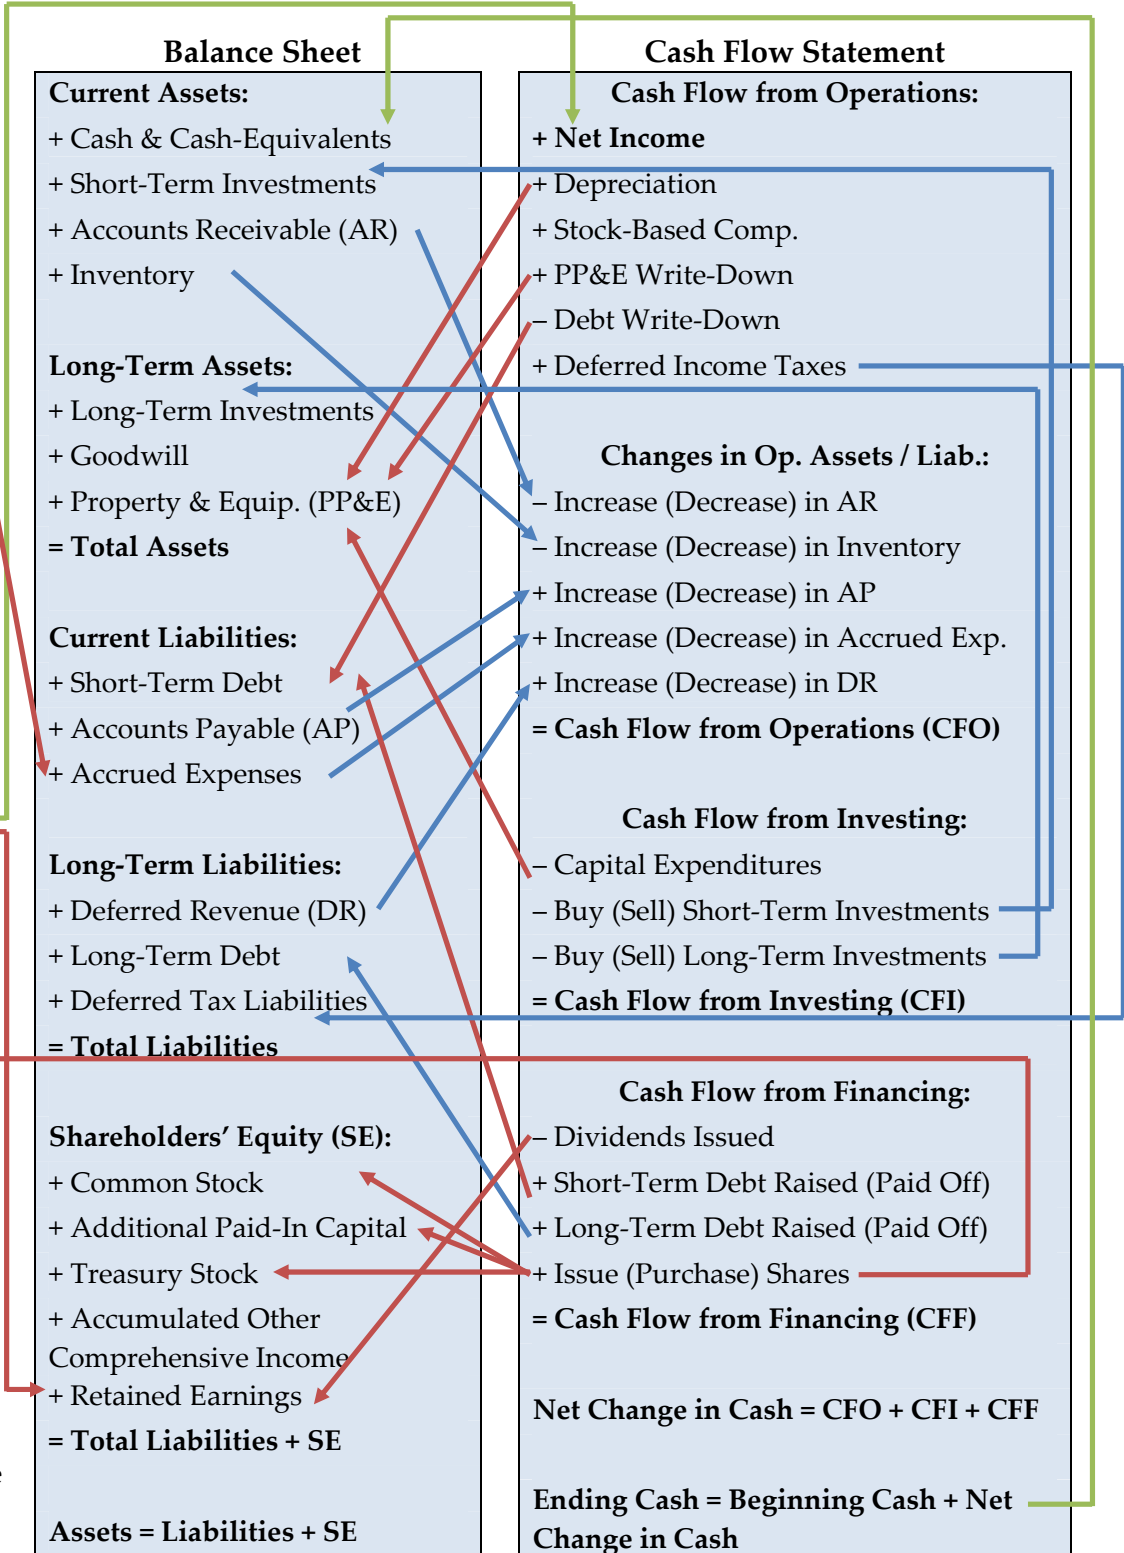 Balance Sheet
Current Assets:
+ Cash & Cash-Equivalents
+ Short-Term Investments
+ Accounts Receivable (AR)
+ Inventory
Long-Term Assets:
+ Long-Term Investments
+ Goodwill
+ Property & Equip. (PP&E)
= Total Assets
Current Liabilities:
+ Short-Term Debt
+ Accounts Payable (AP)
+ Accrued Expenses
Long-Term Liabilities:
+ Deferred Revenue (DR)
+ Long-Term Debt
+ Deferred Tax Liabilities
= Total Liabilities
Shareholders’ Equity (SE):
+ Common Stock
+ Additional Paid-In Capital
+ Treasury Stock
+ Accumulated Other
Comprehensive Income
+ Retained Earnings
= Total Liabilities + SE
Assets = Liabilities + SE
Cash Flow Statement
Cash Flow from Operations:
+ Net Income
+ Depreciation
+ Stock-Based Comp.
+ PP&E Write-Down
– Debt Write-Down
+ Deferred Income Taxes
Changes in Op. Assets / Liab.:
– Increase (Decrease) in AR
– Increase (Decrease) in Inventory
+ Increase (Decrease) in AP
+ Increase (Decrease) in Accrued Exp.
+ Increase (Decrease) in DR
= Cash Flow from Operations (CFO)
Cash Flow from Investing:
– Capital Expenditures
– Buy (Sell) Short-Term Investments
– Buy (Sell) Long-Term Investments
= Cash Flow from Investing (CFI)
Cash Flow from Financing:
– Dividends Issued
+ Short-Term Debt Raised (Paid Off)
+ Long-Term Debt Raised (Paid Off)
+ Issue (Purchase) Shares
= Cash Flow from Financing (CFF)
Net Change in Cash = CFO + CFI + CFF
Ending Cash = Beginning Cash + Net
Change in Cash